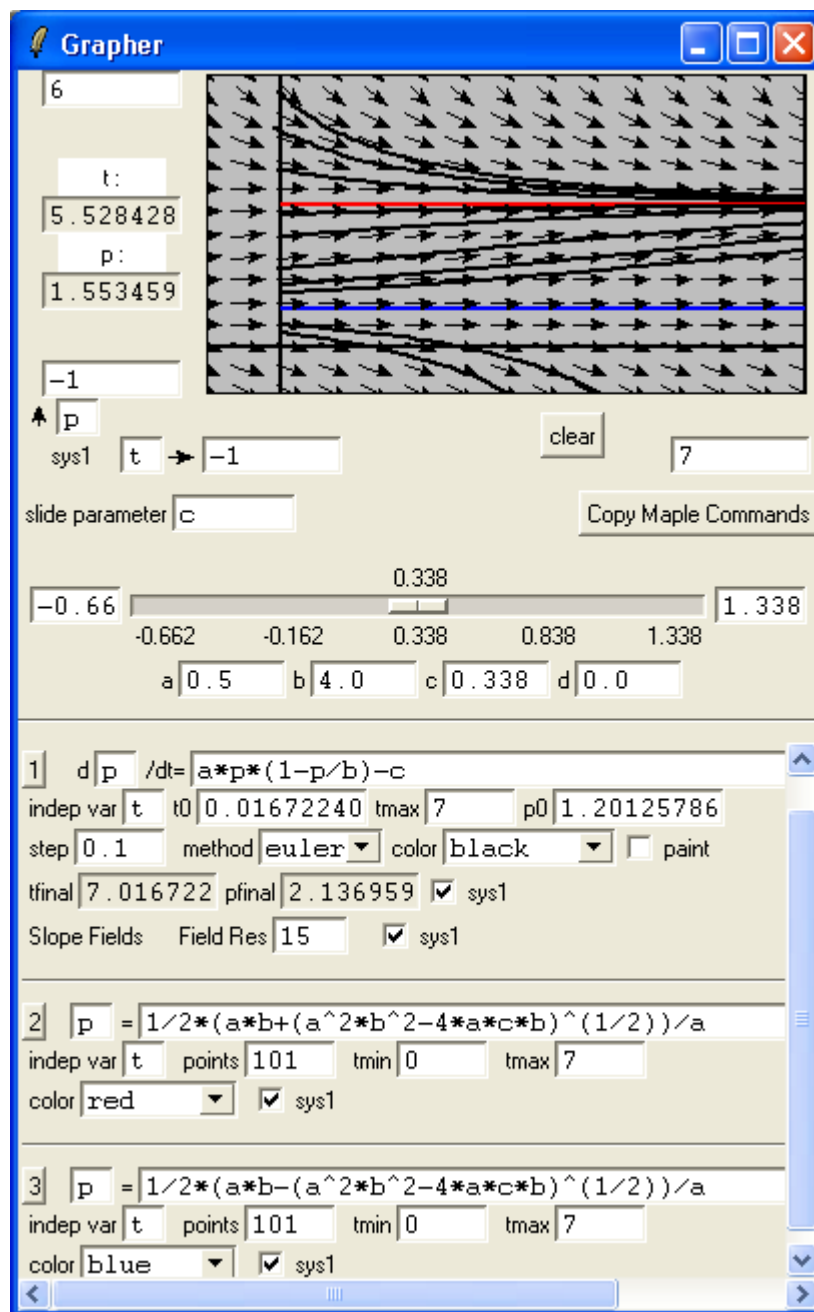 Grapher
6
t:
5.528428
p:
1.553459
-1
p
sys1 t -1
clear
7
slide parameter c
Copy Maple Commands
0.338
-0.66 1.338
-0.662 -0.162 0.338 0.838 1.338
a 0.5 b 4.0 c 0.338 d 0.0
1 d p /dt= a*p*(1-p/b)-c
indep var t t0 0.01672240 tmax 7 p0 1.20125786
step 0.1 method euler color black paint
tfinal 7.016722 pfinal 2.136959 sys1
Slope Fields Field Res 15 sys1
2 p = 1/2*(a*b+(a^2*b^2-4*a*c*b)^(1/2))/a
indep var t points 101 tmin 0 tmax 7
color red sys1
3 p = 1/2*(a*b-(a^2*b^2-4*a*c*b)^(1/2))/a
indep var t points 101 tmin 0 tmax 7
color blue sys1